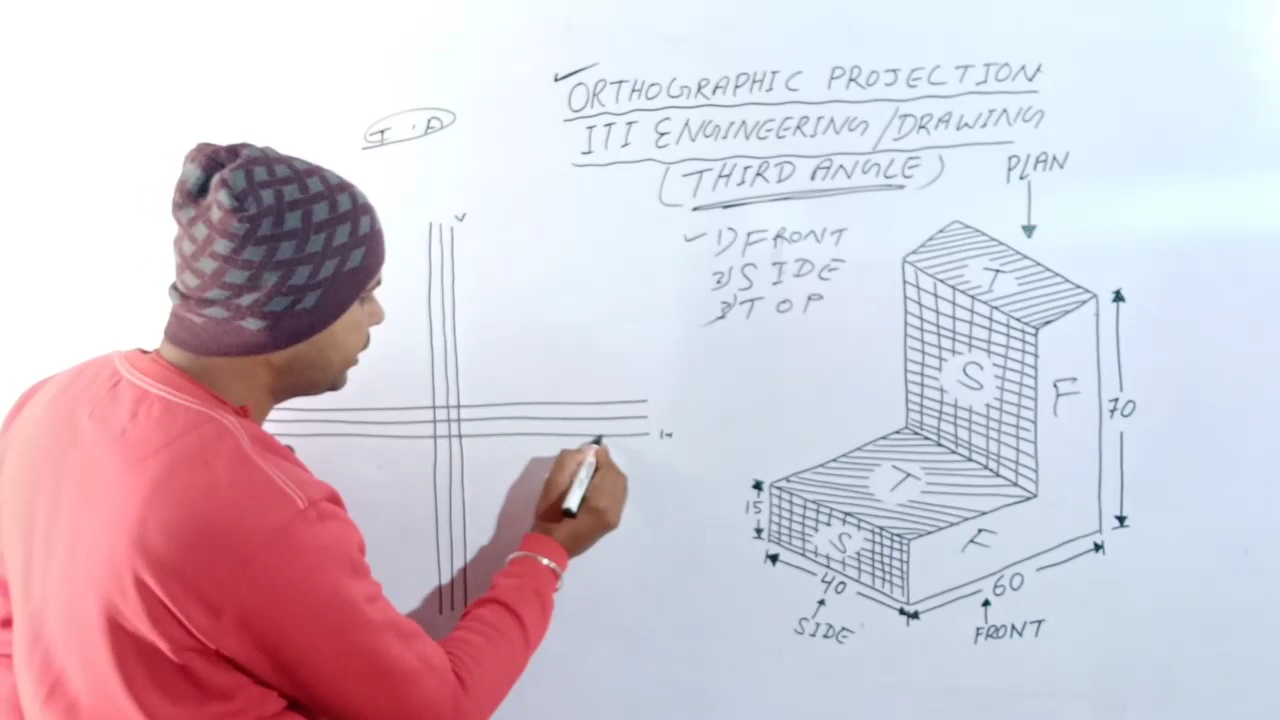 ORTHOGRAPHIC PROJECTION
ITI ENGINEERING/DRAWING
(THIRD ANGLE)
I.A
PLAN
1) FRONT
2) SIDE
3) TOP
V
T
S
F
70
T
15
S
F
40
60
SIDE
FRONT